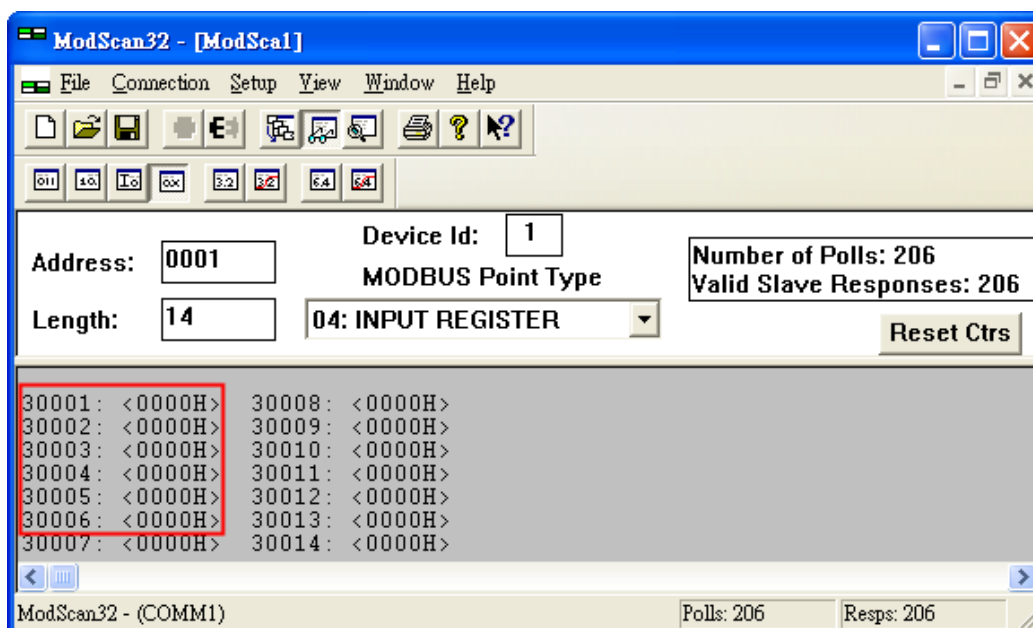 ModScan32 - [ModSca1]
File Connection Setup View Window Help
Device Id: 1
Address: 0001
MODBUS Point Type
Length: 14
04: INPUT REGISTER
Number of Polls: 206
Valid Slave Responses: 206
Reset Ctrs
30001: <0000H> 30008: <0000H>
30002: <0000H> 30009: <0000H>
30003: <0000H> 30010: <0000H>
30004: <0000H> 30011: <0000H>
30005: <0000H> 30012: <0000H>
30006: <0000H> 30013: <0000H>
30007: <0000H> 30014: <0000H>
ModScan32 - (COMM1) Polls: 206 Resps: 206